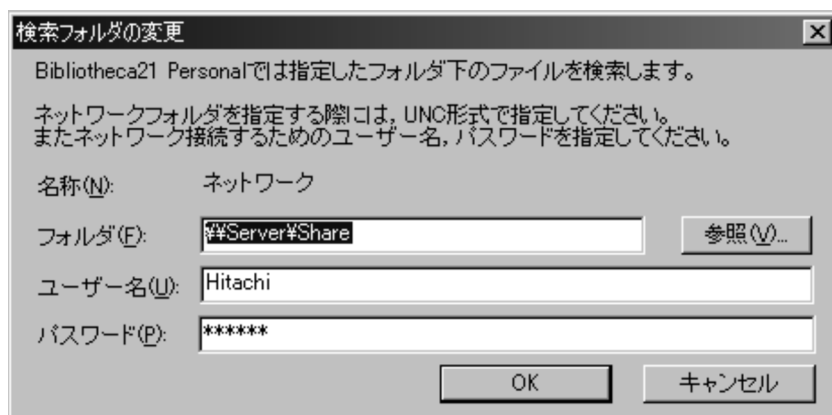 検索フォルダの変更
Bibliotheca21 Personalでは指定したフォルダ下のファイルを検索します。
ネットワークフォルダを指定する際には, UNC形式で指定してください。
またネットワーク接続するためのユーザー名, パスワードを指定してください。
名称(N): ネットワーク
フォルダ(F): ¥¥Server¥Share 参照(V)...
ユーザー名(U): Hitachi
パスワード(P): ******
OK キャンセル